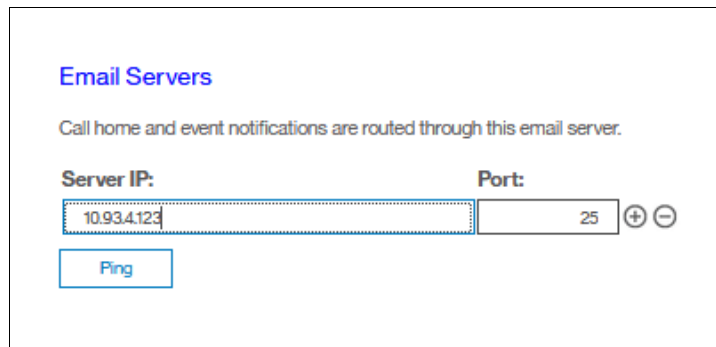 Email Servers
Call home and event notifications are routed through this email server.
Server IP: Port:
10.93.4.123 25
Ping